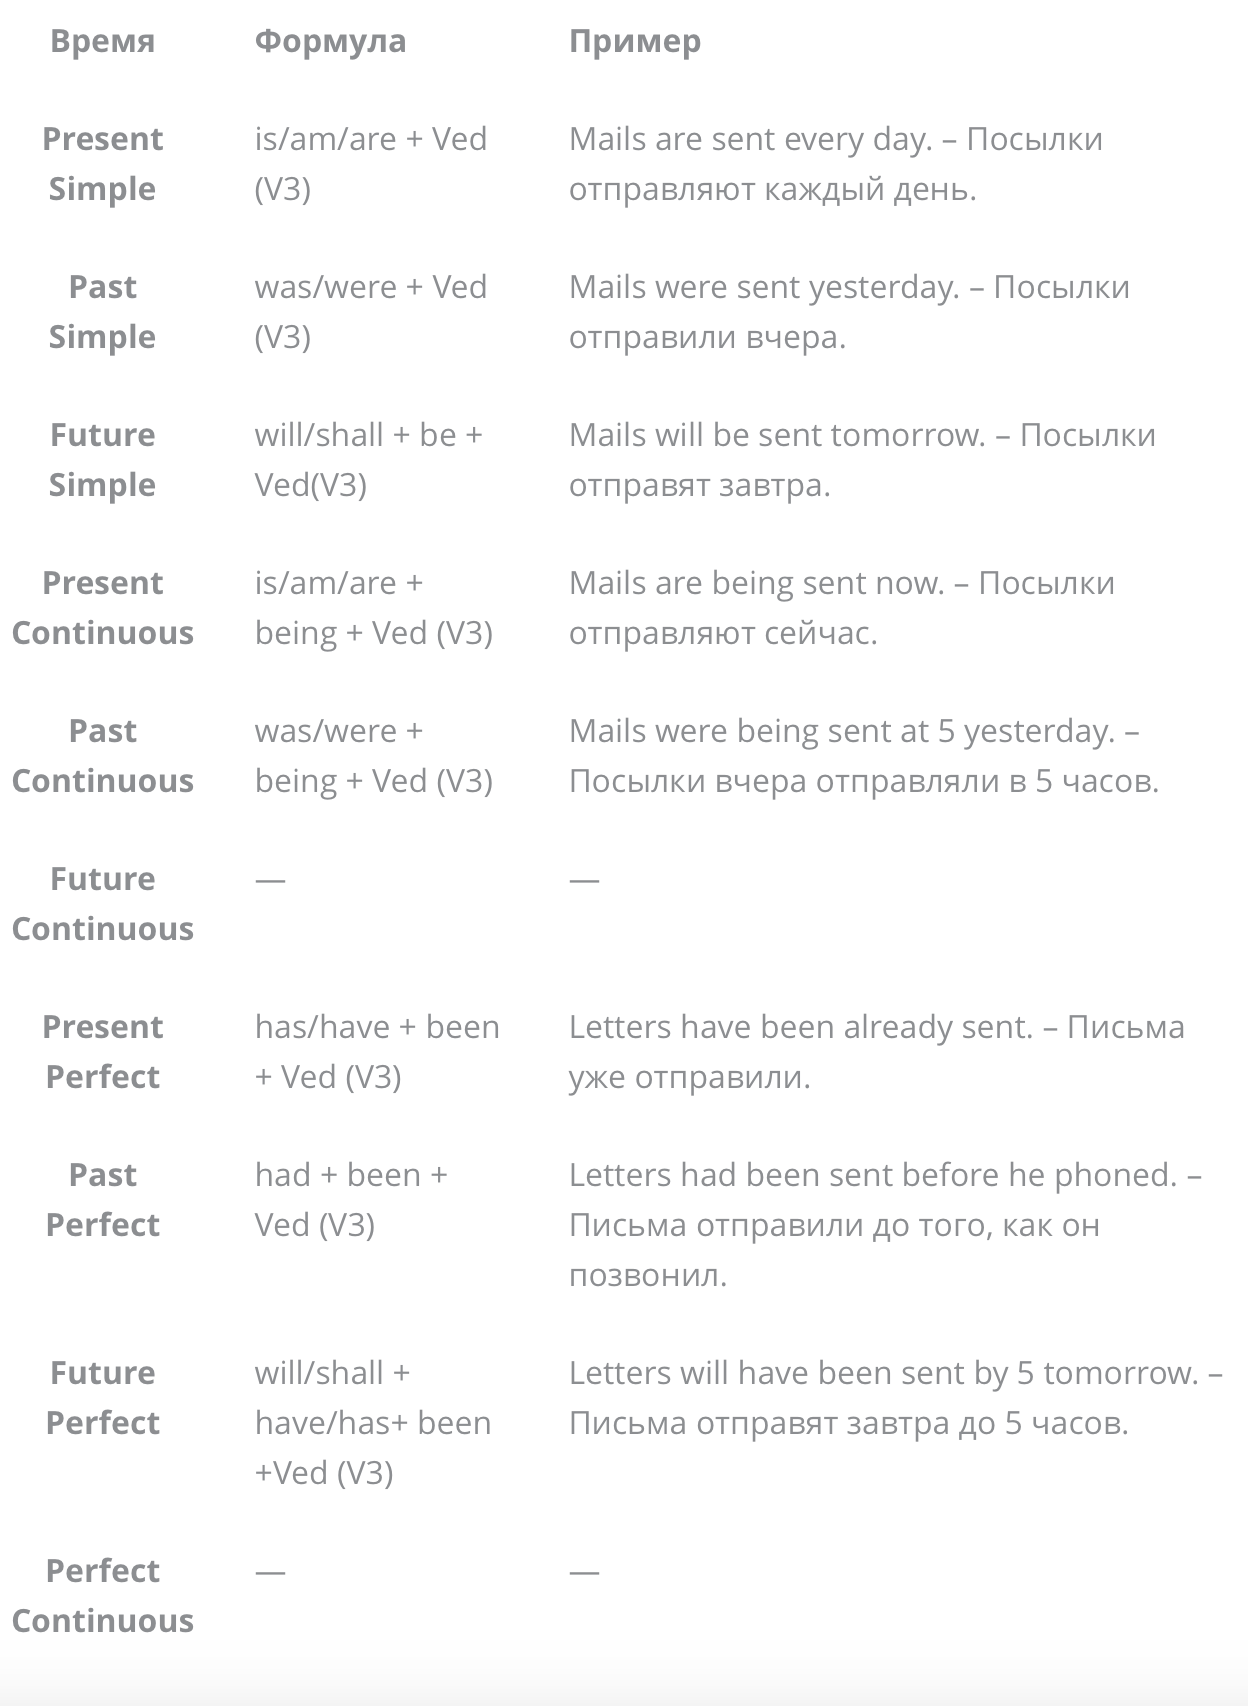 Время Формула Пример
Present is/am/are + Ved Mails are sent every day. – Посылки
Simple (V3) отправляют каждый день.
Past was/were + Ved Mails were sent yesterday. – Посылки
Simple (V3) отправили вчера.
Future will/shall + be + Mails will be sent tomorrow. – Посылки
Simple Ved(V3) отправят завтра.
Present is/am/are + Mails are being sent now. – Посылки
Continuous being + Ved (V3) отправляют сейчас.
Past was/were + Mails were being sent at 5 yesterday. –
Continuous being + Ved (V3) Посылки вчера отправляли в 5 часов.
Future — —
Continuous
Present has/have + been Letters have been already sent. – Письма
Perfect + Ved (V3) уже отправили.
Past had + been + Letters had been sent before he phoned. –
Perfect Ved (V3) Письма отправили до того, как он
позвонил.
Future will/shall + Letters will have been sent by 5 tomorrow. –
Perfect have/has+ been Письма отправят завтра до 5 часов.
+Ved (V3)
Perfect — —
Continuous